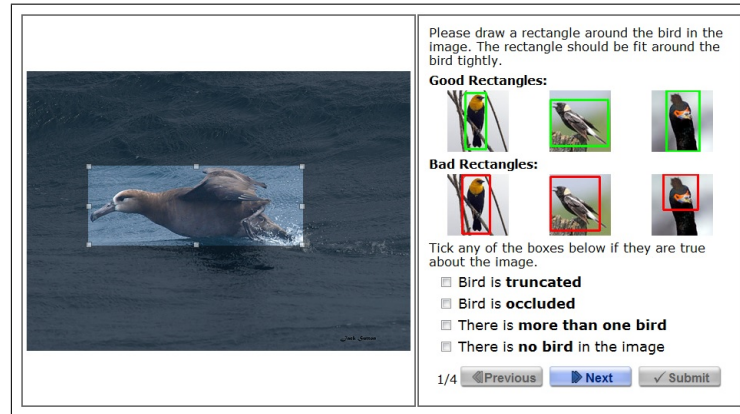 Please draw a rectangle around the bird in the
image. The rectangle should be fit around the
bird tightly.
Good Rectangles:
Bad Rectangles:
Tick any of the boxes below if they are true
about the image.
Bird is truncated
Bird is occluded
There is more than one bird
There is no bird in the image
1/4 Previous Next Submit